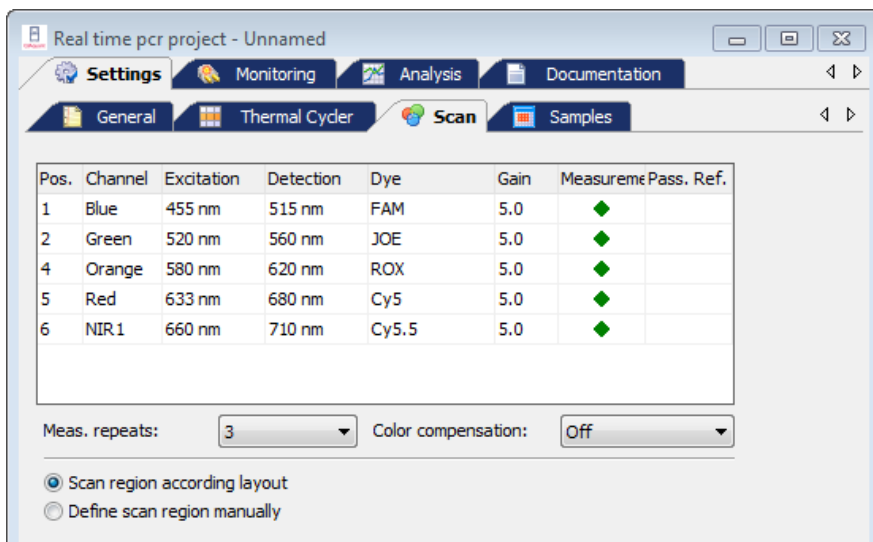 Real time pcr project - Unnamed
Settings Monitoring Analysis Documentation
General Thermal Cycler Scan Samples
Pos. Channel Excitation Detection Dye Gain Measureme Pass. Ref.
1 Blue 455 nm 515 nm FAM 5.0
2 Green 520 nm 560 nm JOE 5.0
4 Orange 580 nm 620 nm ROX 5.0
5 Red 633 nm 680 nm Cy5 5.0
6 NIR1 660 nm 710 nm Cy5.5 5.0
Meas. repeats: 3 Color compensation: Off
Scan region according layout
Define scan region manually